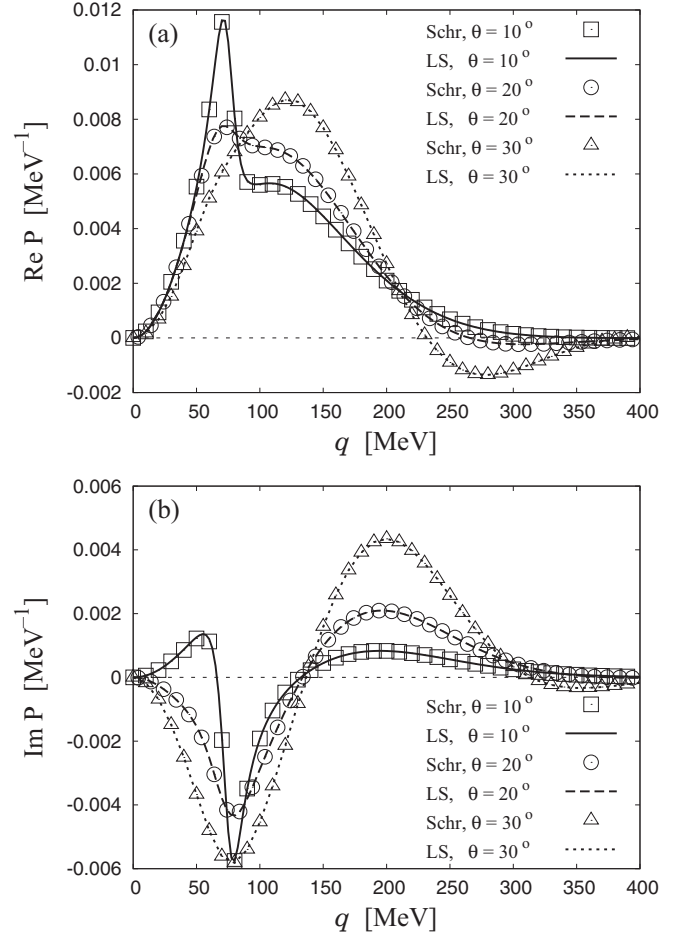 (a)
Schr, θ = 10°
LS, θ = 10°
Schr, θ = 20°
LS, θ = 20°
Schr, θ = 30°
LS, θ = 30°
Re P [MeV⁻¹]
0.012
0.01
0.008
0.006
0.004
0.002
0
-0.002
0 50 100 150 200 250 300 350 400
q [MeV]
(b)
Im P [MeV⁻¹]
0.006
0.004
0.002
0
-0.002
-0.004
-0.006
Schr, θ = 10°
LS, θ = 10°
Schr, θ = 20°
LS, θ = 20°
Schr, θ = 30°
LS, θ = 30°
0 50 100 150 200 250 300 350 400
q [MeV]